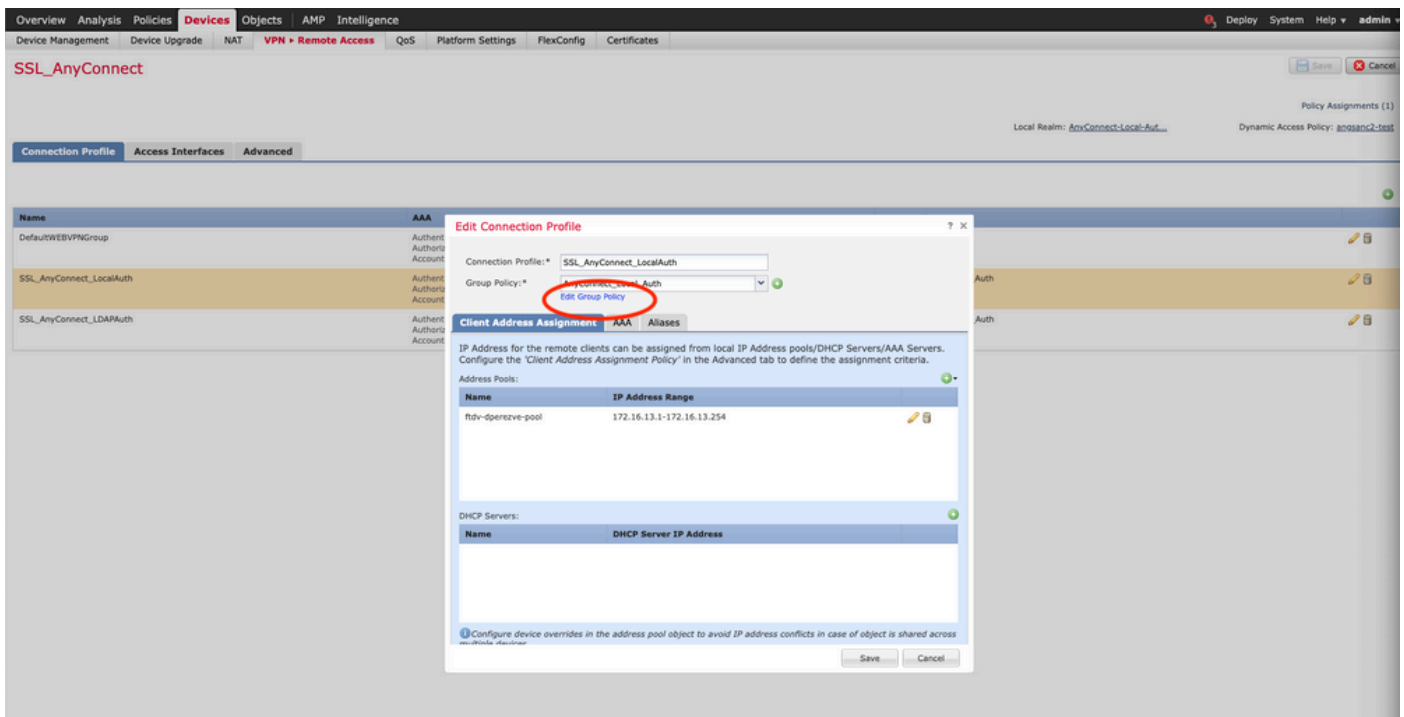 Overview Analysis Policies Devices Objects AMP Intelligence Deploy System Help admin
Device Management Device Upgrade NAT VPN ▸ Remote Access QoS Platform Settings FlexConfig Certificates
SSL_AnyConnect Save Cancel
Policy Assignments (1)
Local Realm: AnyConnect-Local-Aut... Dynamic Access Policy: angsanc2-test
Connection Profile Access Interfaces Advanced
Name AAA
DefaultWEBVPNGroup Authent
Authoriz
Account
SSL_AnyConnect_LocalAuth Authent Auth
Authoriz
Account
SSL_AnyConnect_LDAPAuth Authent Auth
Authoriz
Account
Edit Connection Profile ? ×
Connection Profile:* SSL_AnyConnect_LocalAuth
Group Policy:* AnyConnect_Local_Auth
Edit Group Policy
Client Address Assignment AAA Aliases
IP Address for the remote clients can be assigned from local IP Address pools/DHCP Servers/AAA Servers.
Configure the 'Client Address Assignment Policy' in the Advanced tab to define the assignment criteria.
Address Pools:
Name IP Address Range
ftdv-dperezve-pool 172.16.13.1-172.16.13.254
DHCP Servers:
Name DHCP Server IP Address
Configure device overrides in the address pool object to avoid IP address conflicts in case of object is shared across
multiple devices
Save Cancel